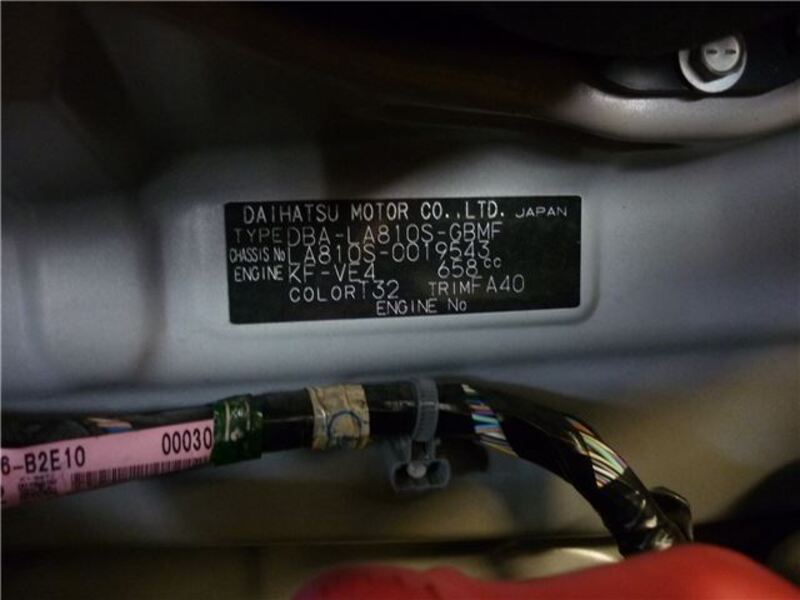 DAIHATSU MOTOR CO.,LTD. JAPAN
TYPE DBA-LA810S-GBMF
CHASSIS No LA810S-0019543
ENGINE KF-VE4 658cc
COLOR T32 TRIM FA40
ENGINE No
6-B2E10 00030